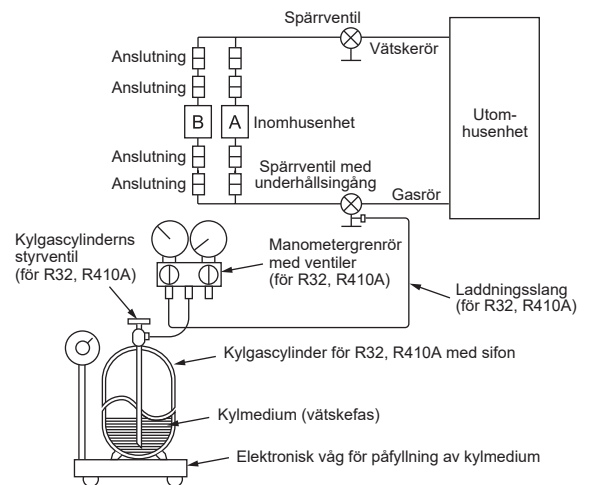 Spärrventil
Vätskerör
Anslutning
Anslutning
B
A
Inomhusenhet
Utom-
husenhet
Anslutning
Anslutning
Spärrventil med
underhållsingång
Gasrör
Kylgascylinderns
styrventil
(för R32, R410A)
Manometergrenrör
med ventiler
(för R32, R410A)
Laddningsslang
(för R32, R410A)
Kylgascylinder för R32, R410A med sifon
Kylmedium (vätskefas)
Elektronisk våg för påfyllning av kylmedium